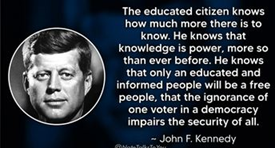 The educated citizen knows
how much more there is to
know. He knows that
knowledge is power, more so
than ever before. He knows
that only an educated and
informed people will be a free
people, that the ignorance of
one voter in a democracy
impairs the security of all.
~ John F. Kennedy